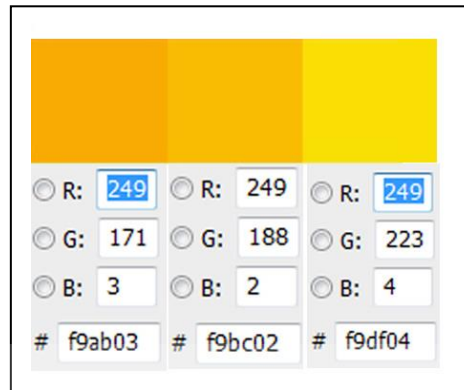 R: 249 R: 249 R: 249
G: 171 G: 188 G: 223
B: 3 B: 2 B: 4
# f9ab03 # f9bc02 # f9df04